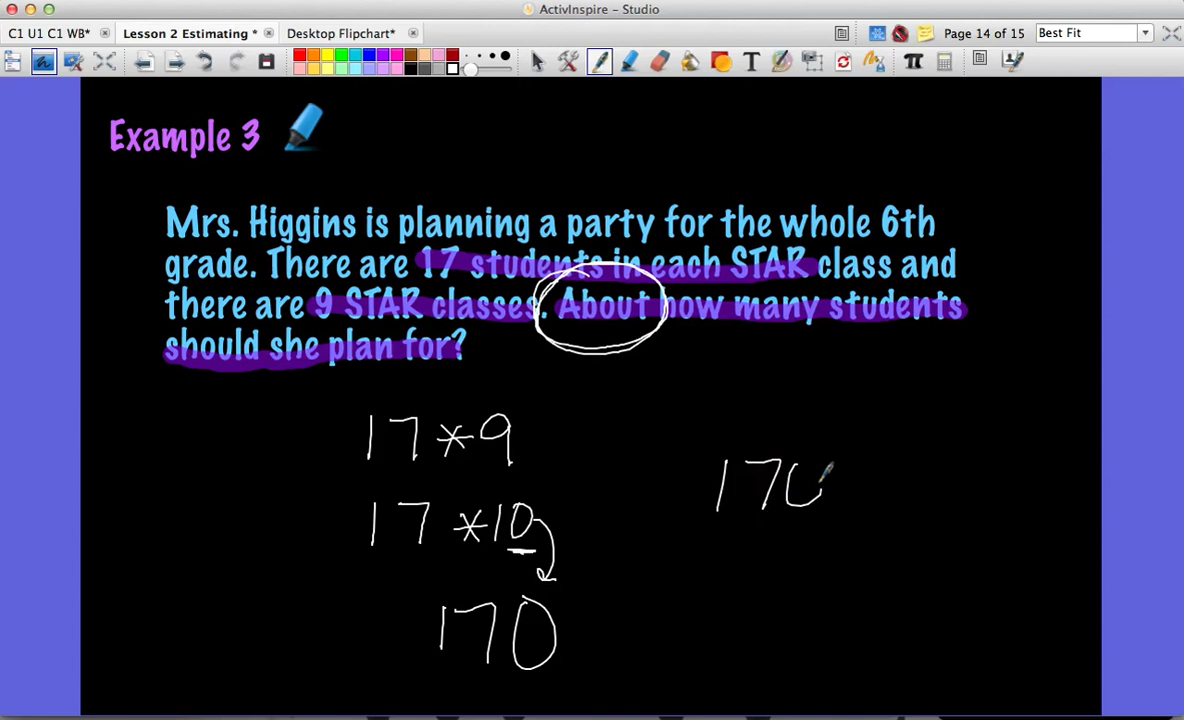 ActivInspire - Studio
C1 U1 C1 WB* Lesson 2 Estimating * Desktop Flipchart*
Page 14 of 15 Best Fit
Example 3
Mrs. Higgins is planning a party for the whole 6th
grade. There are 17 students in each STAR class and
there are 9 STAR classes. About how many students
should she plan for?
17 * 9
17 * 10
170
170